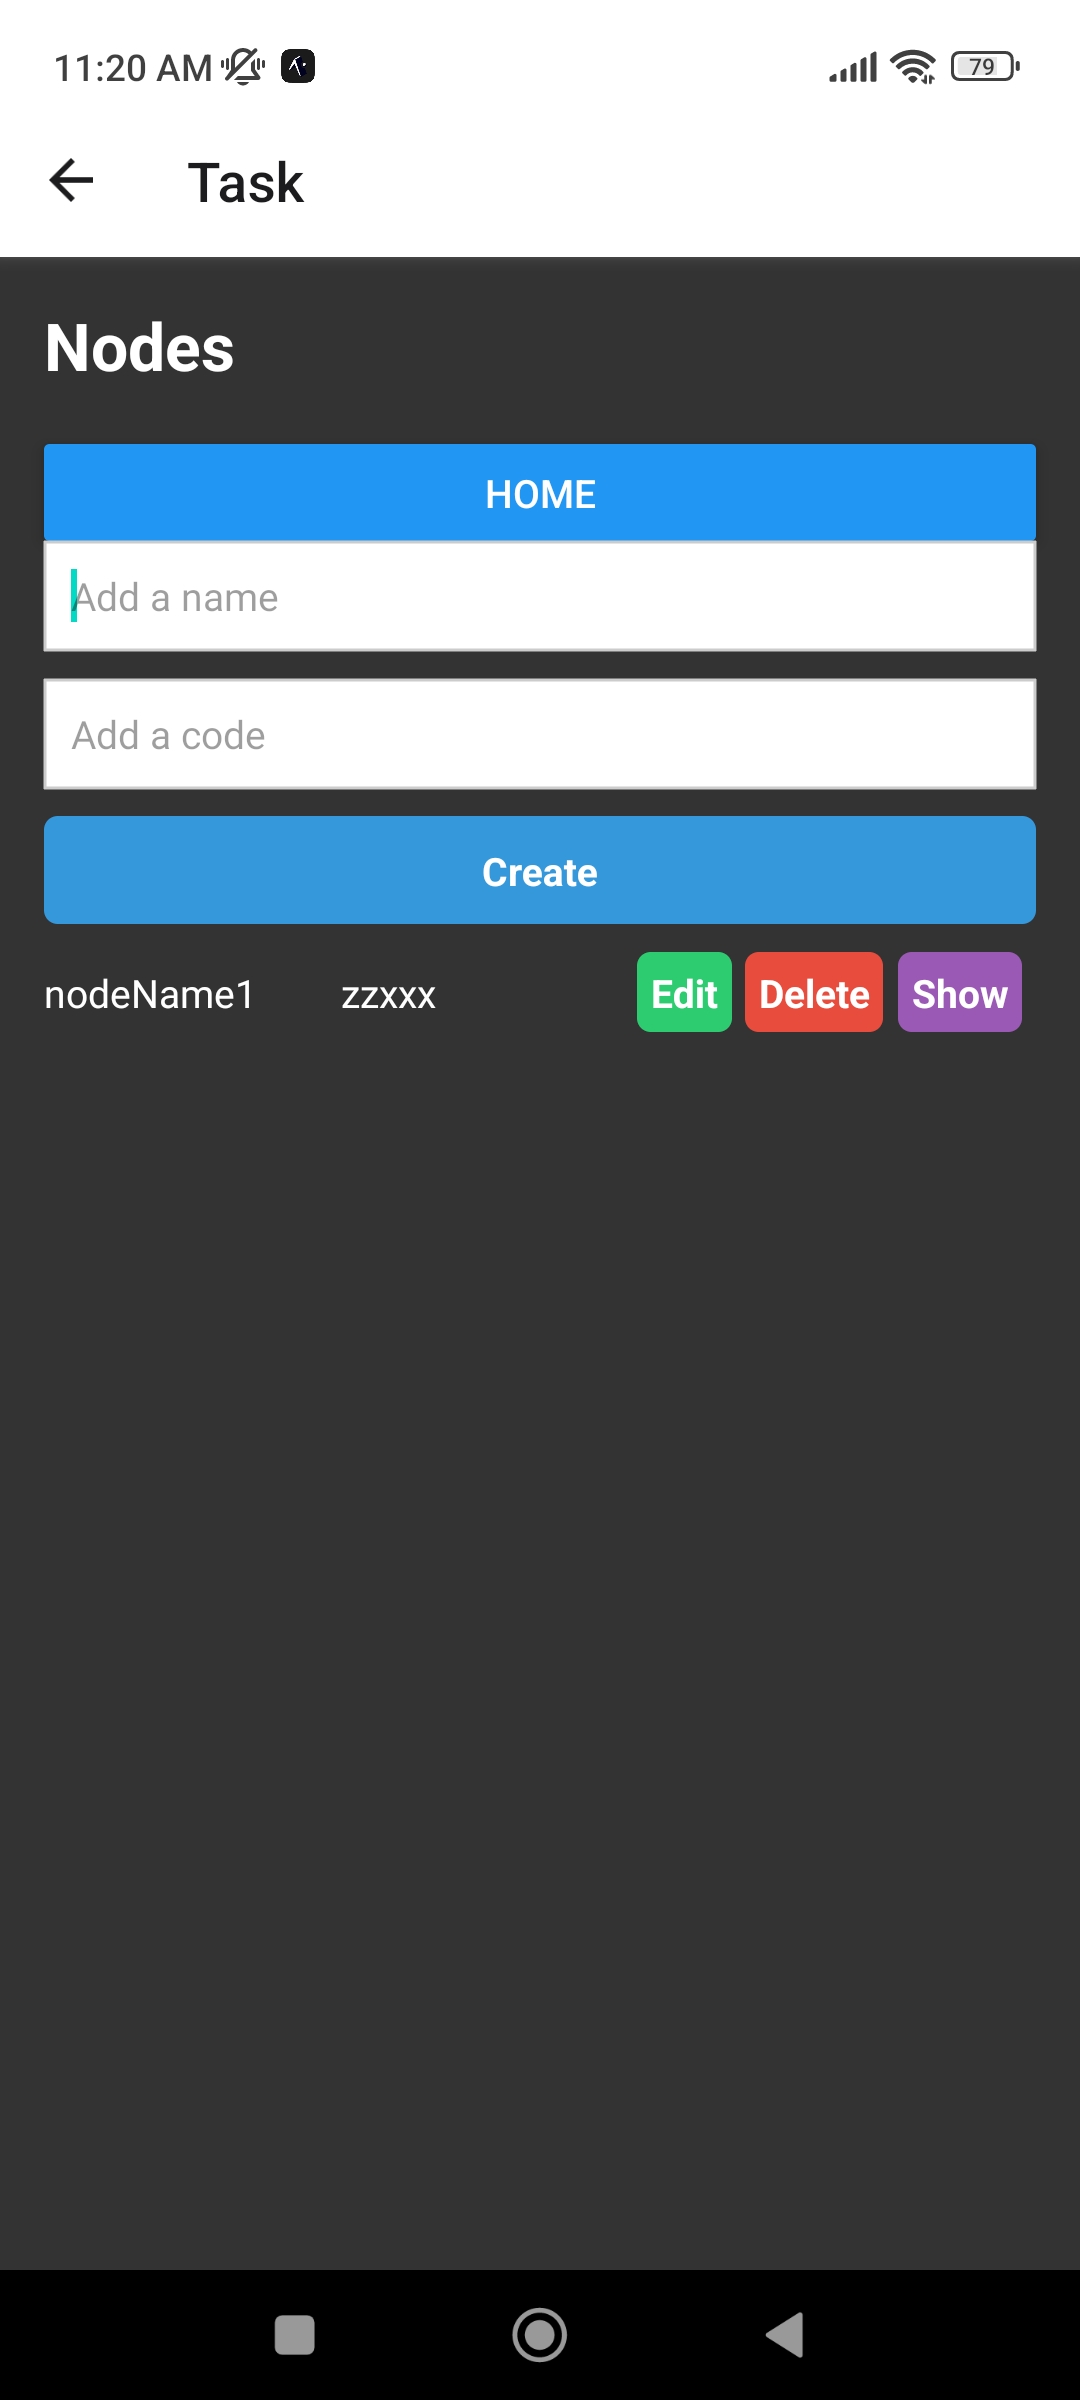 11:20 AM 79
Task
Nodes
HOME
Add a name
Add a code
Create
nodeName1 zzxxx Edit Delete Show